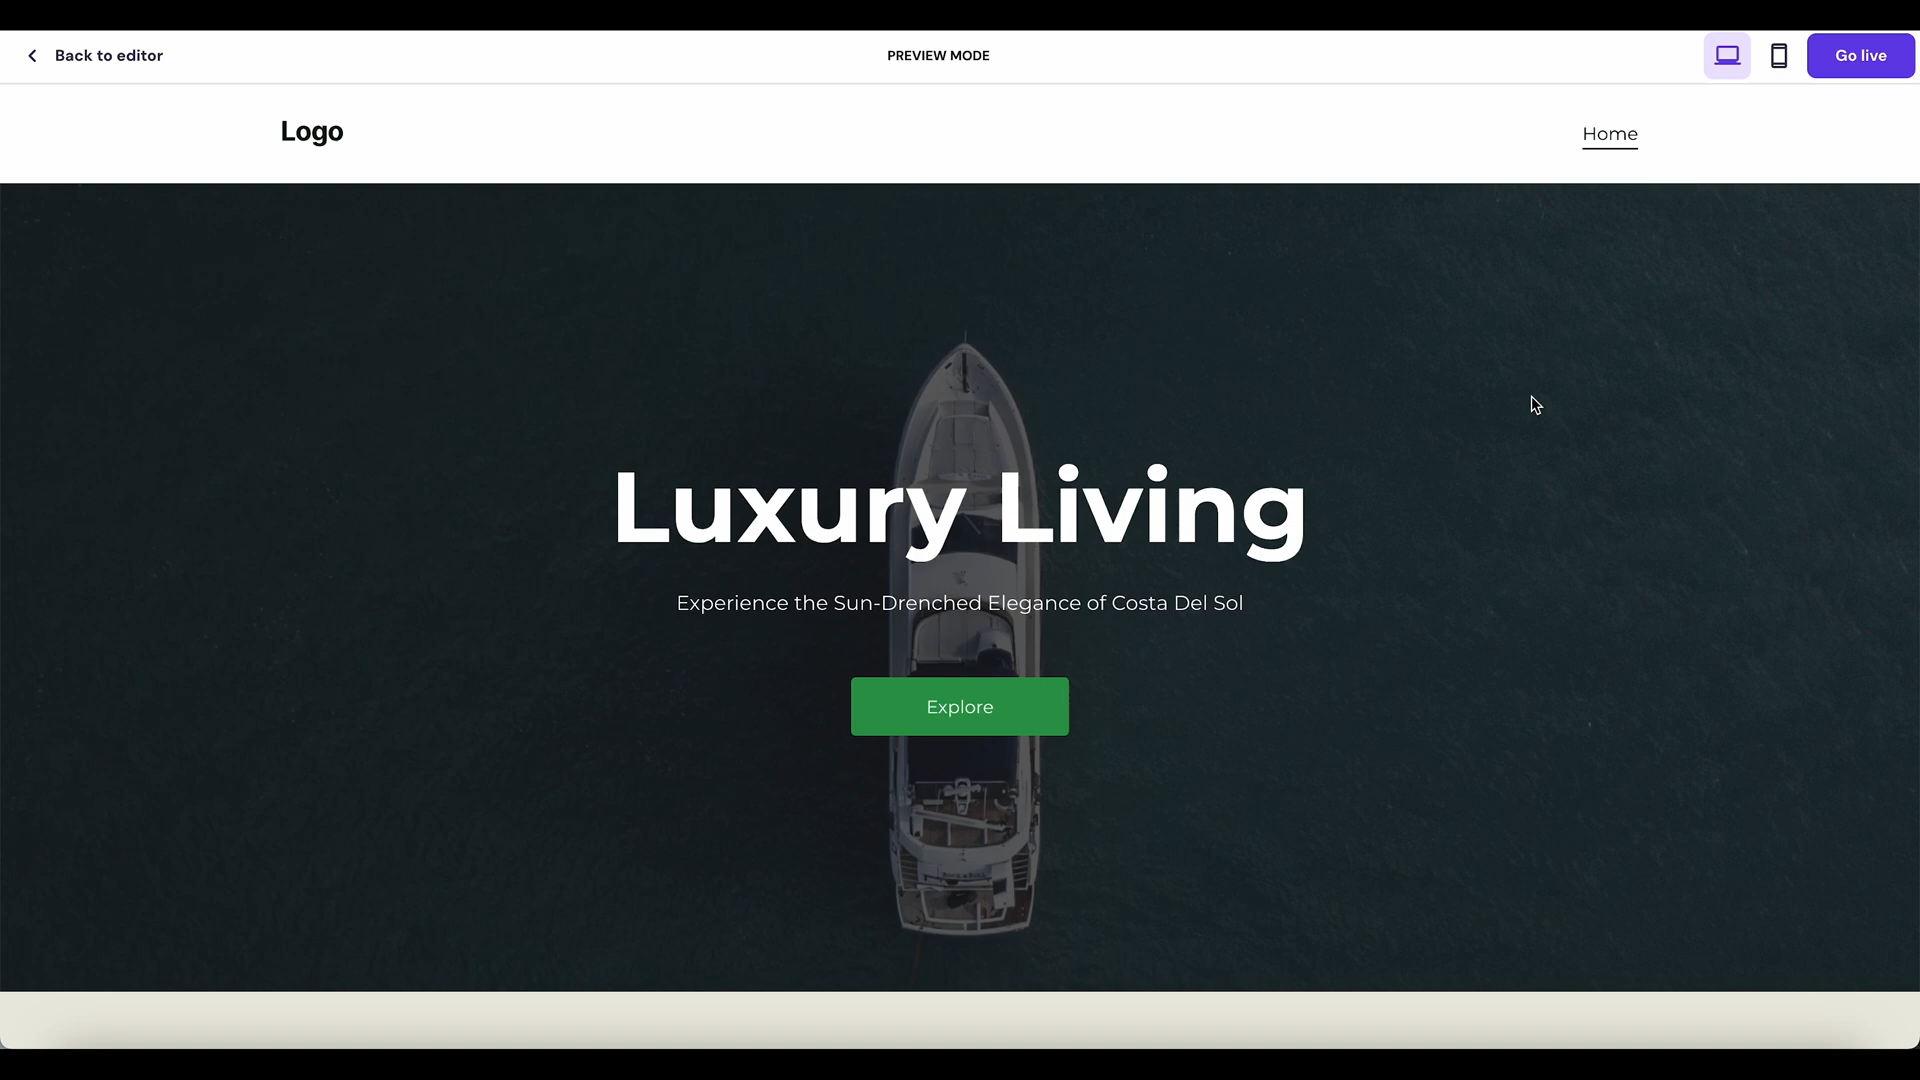 Back to editor
PREVIEW MODE
Go live
Logo
Home
Luxury Living
Experience the Sun-Drenched Elegance of Costa Del Sol
Explore